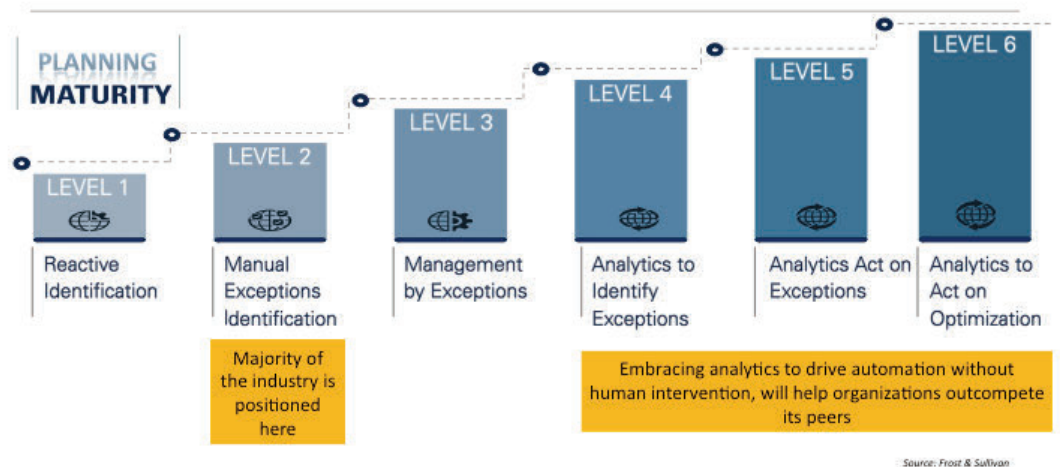 PLANNING
MATURITY
LEVEL 1
LEVEL 2
LEVEL 3
LEVEL 4
LEVEL 5
LEVEL 6
Reactive
Identification
Manual
Exceptions
Identification
Management
by Exceptions
Analytics to
Identify
Exceptions
Analytics Act on
Exceptions
Analytics to
Act on
Optimization
Majority of
the industry is
positioned
here
Embracing analytics to drive automation without
human intervention, will help organizations outcompete
its peers
Source: Frost & Sullivan